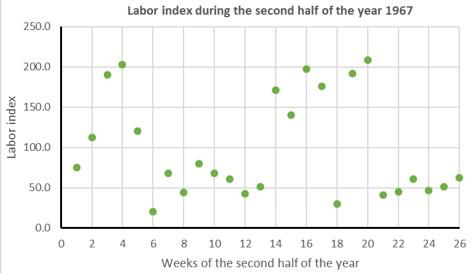 Labor index during the second half of the year 1967
250.0
200.0
150.0
100.0
50.0
0.0
Labor index
0 2 4 6 8 10 12 14 16 18 20 22 24 26
Weeks of the second half of the year